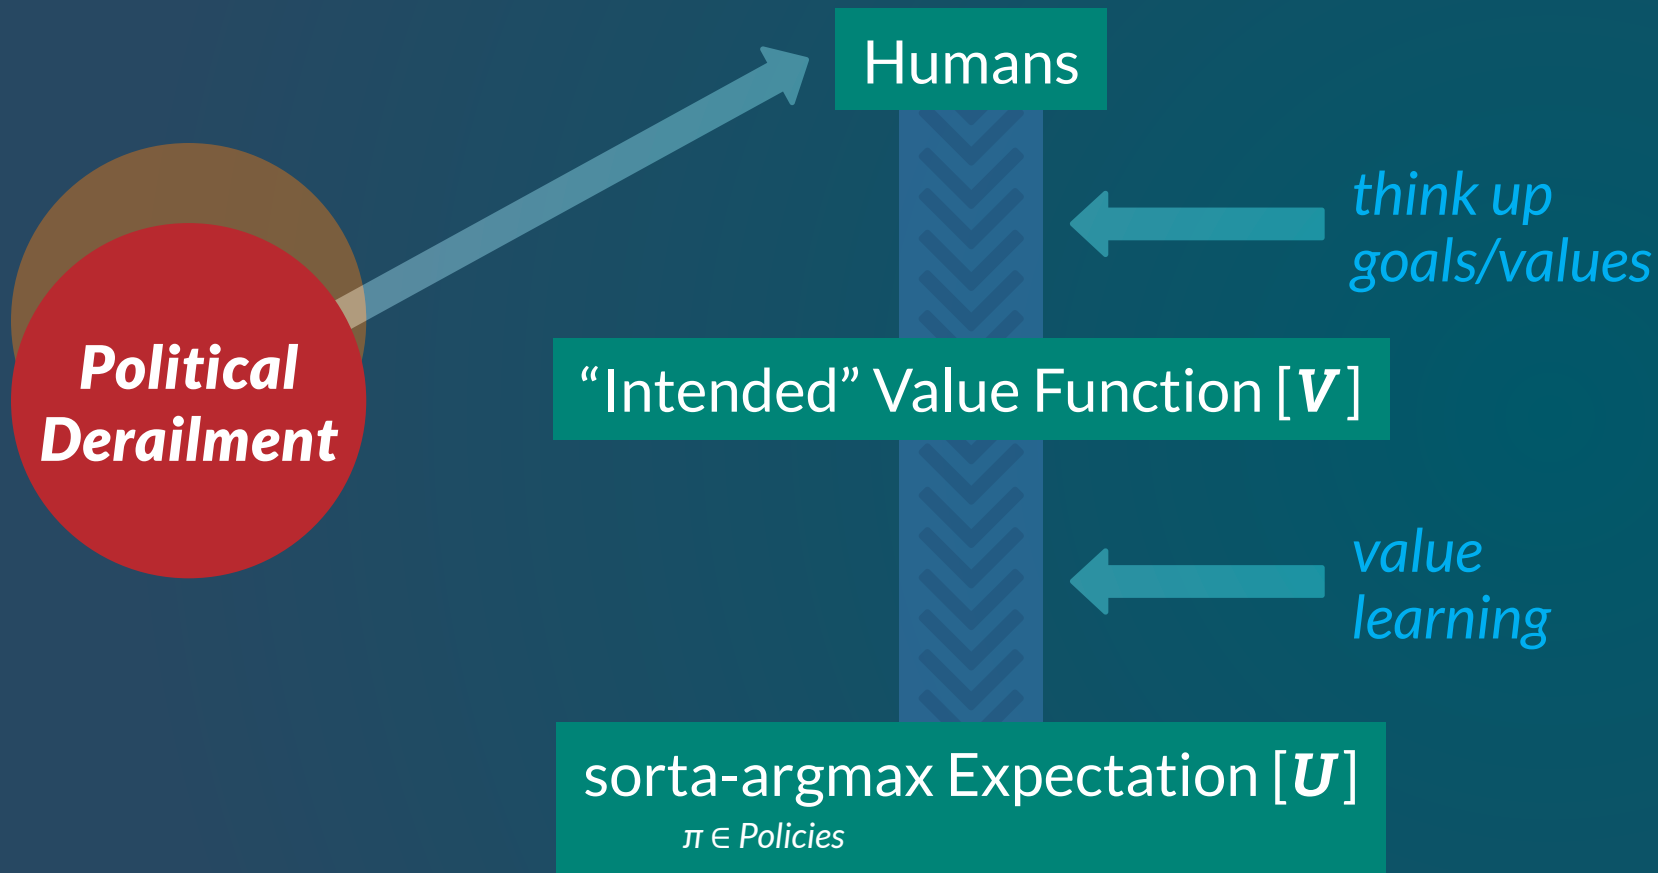 Humans
think up
goals/values
Political
Derailment
“Intended” Value Function [V]
value
learning
sorta-argmax Expectation [U]
π ∈ Policies